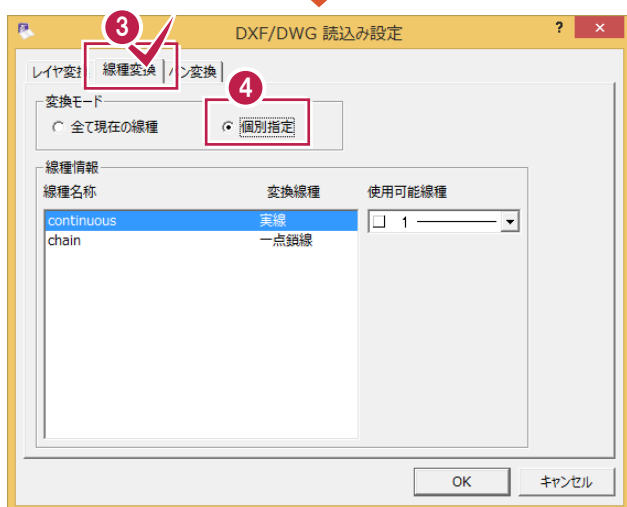 3
DXF/DWG 読込み設定 ? ×
レイヤ変 線種変換 ペン変換
4
変換モード
全て現在の線種 個別指定
線種情報
線種名称 変換線種 使用可能線種
continuous 実線 1
chain 一点鎖線
OK キャンセル